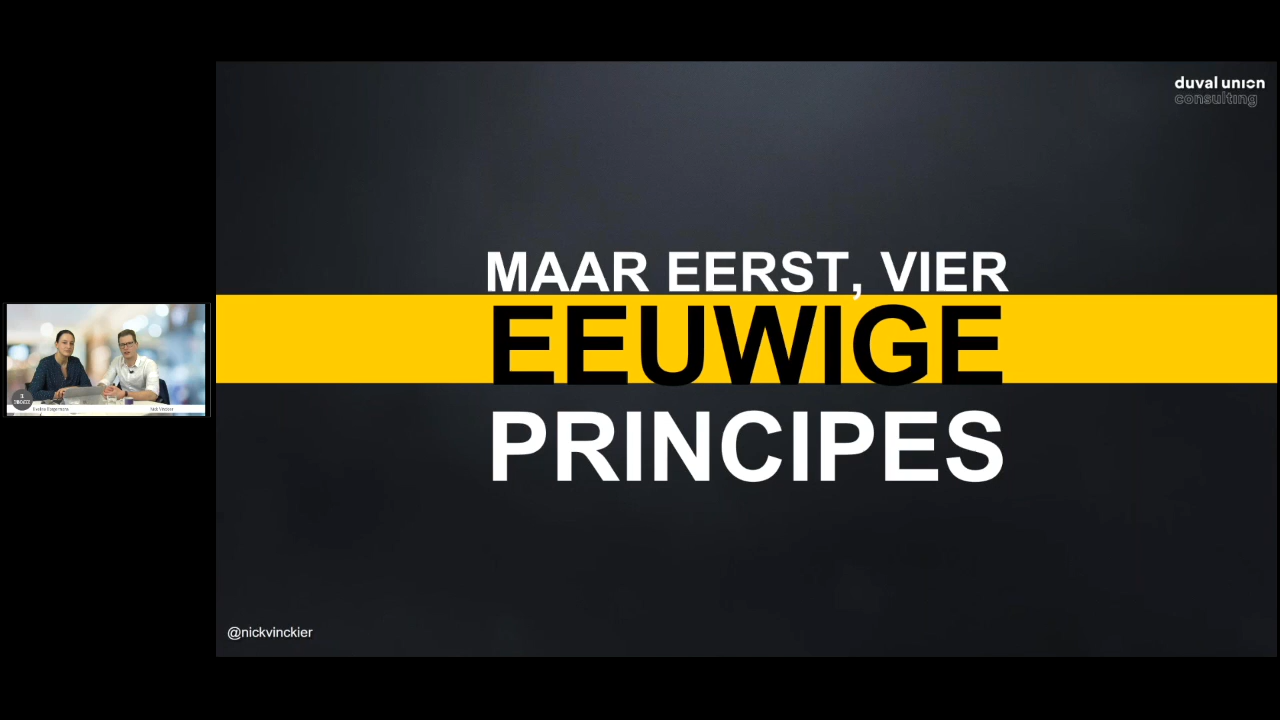 duval union
consulting
MAAR EERST, VIER
EEUWIGE
PRINCIPES
@nickvinckier